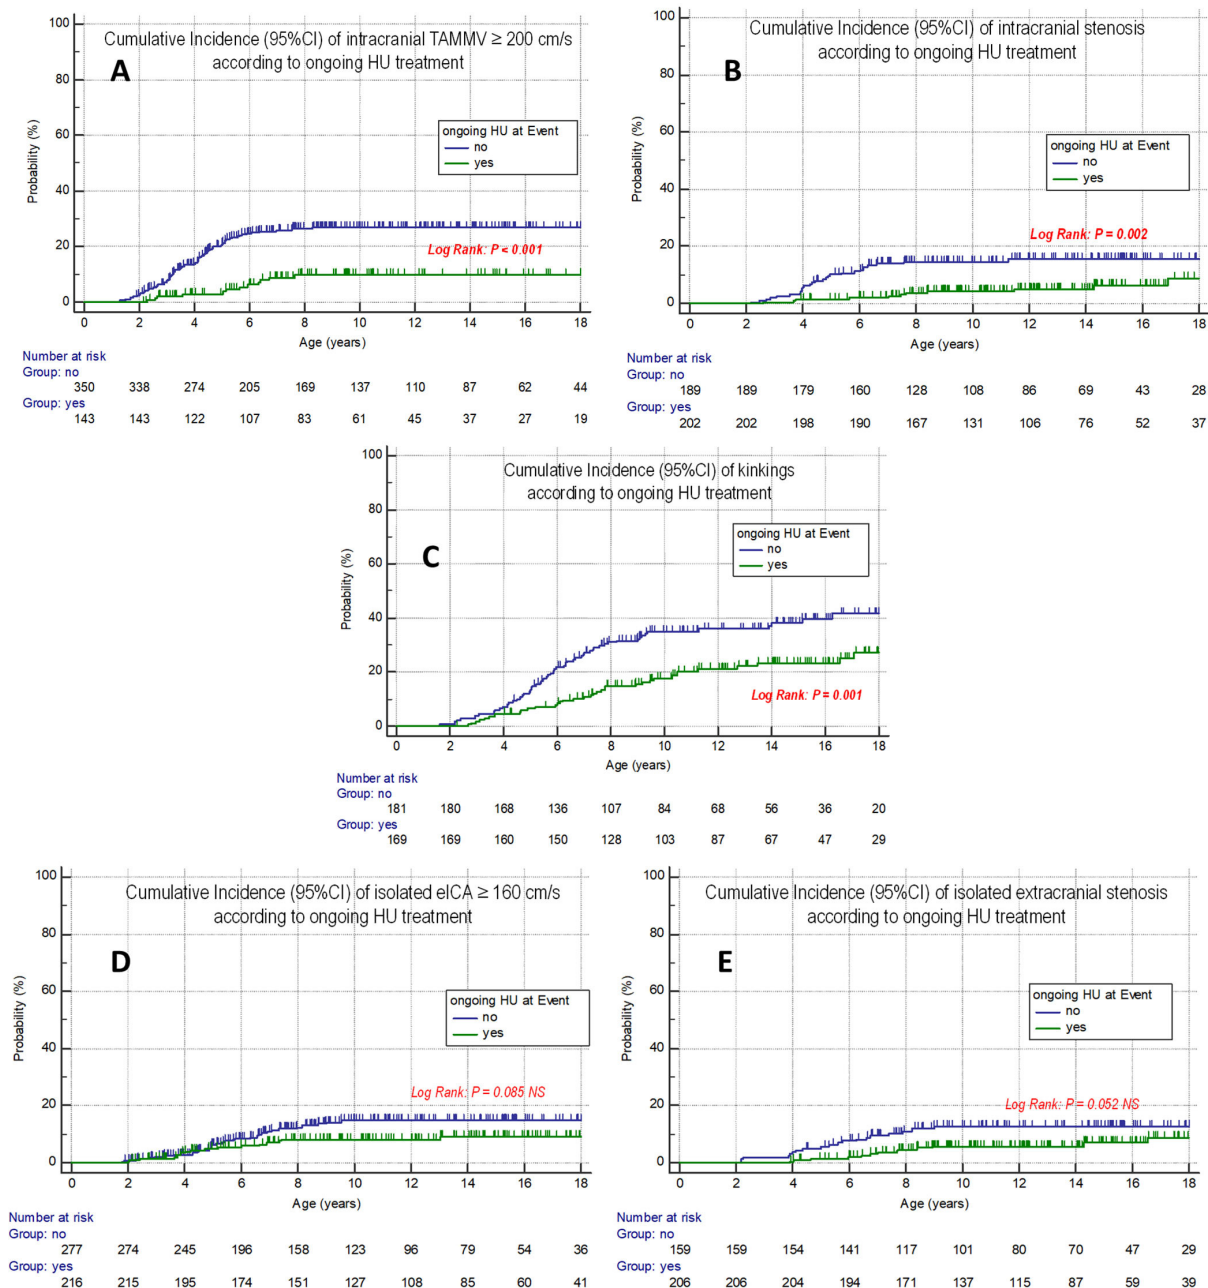 Cumulative Incidence (95%CI) of intracranial TAMMV ≥ 200 cm/s
according to ongoing HU treatment
A
Probability (%)
100
80
60
40
20
0
ongoing HU at Event
no
yes
Log Rank: P < 0.001
0 2 4 6 8 10 12 14 16 18
Age (years)
Number at risk
Group: no
350 338 274 205 169 137 110 87 62 44
Group: yes
143 143 122 107 83 61 45 37 27 19
Cumulative Incidence (95%CI) of intracranial stenosis
according to ongoing HU treatment
B
Probability (%)
100
80
60
40
20
0
ongoing HU at Event
no
yes
Log Rank: P = 0.002
0 2 4 6 8 10 12 14 16 18
Age (years)
Number at risk
Group: no
189 189 179 160 128 108 86 69 43 28
Group: yes
202 202 198 190 167 131 106 76 52 37
Cumulative Incidence (95%CI) of kinkings
according to ongoing HU treatment
C
Probability (%)
100
80
60
40
20
0
ongoing HU at Event
no
yes
Log Rank: P = 0.001
0 2 4 6 8 10 12 14 16 18
Age (years)
Number at risk
Group: no
181 180 168 136 107 84 68 56 36 20
Group: yes
169 169 160 150 128 103 87 67 47 29
Cumulative Incidence (95%CI) of isolated eICA ≥ 160 cm/s
according to ongoing HU treatment
D
Probability (%)
100
80
60
40
20
0
ongoing HU at Event
no
yes
Log Rank: P = 0.085 NS
0 2 4 6 8 10 12 14 16 18
Age (years)
Number at risk
Group: no
277 274 245 196 158 123 96 79 54 36
Group: yes
216 215 195 174 151 127 108 85 60 41
Cumulative Incidence (95%CI) of isolated extracranial stenosis
according to ongoing HU treatment
E
Probability (%)
100
80
60
40
20
0
ongoing HU at Event
no
yes
Log Rank: P = 0.052 NS
0 2 4 6 8 10 12 14 16 18
Age (years)
Number at risk
Group: no
159 159 154 141 117 101 80 70 47 29
Group: yes
206 206 204 194 171 137 115 87 59 39